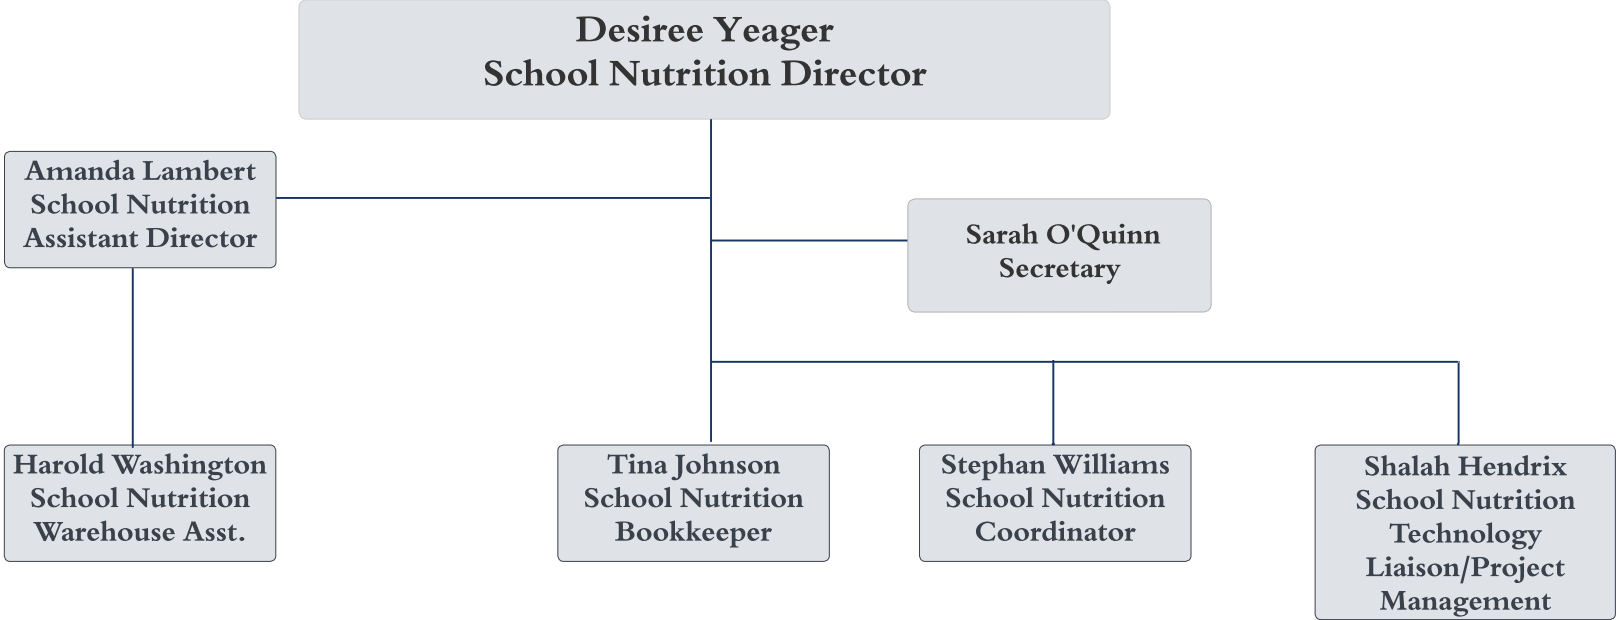 Desiree Yeager
School Nutrition Director
Amanda Lambert
School Nutrition
Assistant Director
Sarah O'Quinn
Secretary
Harold Washington
School Nutrition
Warehouse Asst.
Tina Johnson
School Nutrition
Bookkeeper
Stephan Williams
School Nutrition
Coordinator
Shalah Hendrix
School Nutrition
Technology
Liaison/Project
Management